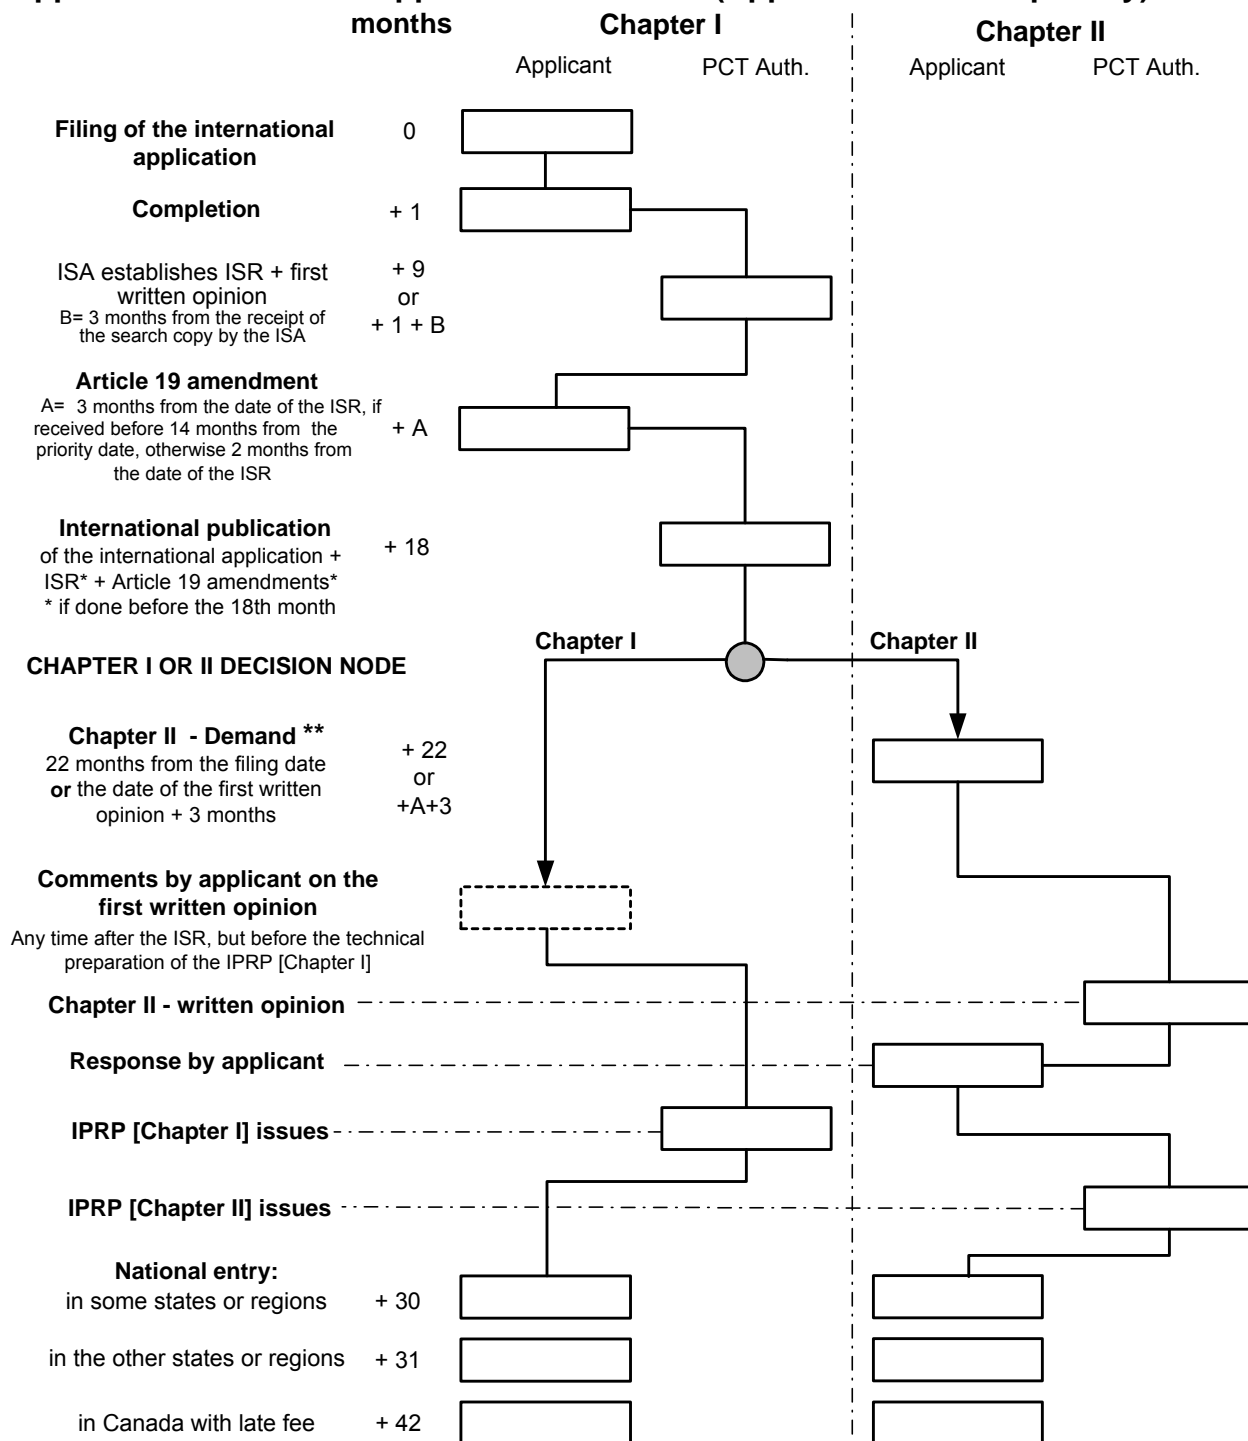 months
Chapter I
Chapter II
Applicant
PCT Auth.
Applicant
PCT Auth.
Filing of the international
application
0
Completion
+ 1
ISA establishes ISR + first
written opinion
B= 3 months from the receipt of
the search copy by the ISA
+ 9
or
+ 1 + B
Article 19 amendment
A= 3 months from the date of the ISR, if
received before 14 months from the
priority date, otherwise 2 months from
the date of the ISR
+ A
International publication
of the international application +
ISR* + Article 19 amendments*
* if done before the 18th month
+ 18
Chapter I
Chapter II
CHAPTER I OR II DECISION NODE
Chapter II - Demand **
22 months from the filing date
or the date of the first written
opinion + 3 months
+ 22
or
+A+3
Comments by applicant on the
first written opinion
Any time after the ISR, but before the technical
preparation of the IPRP [Chapter I]
Chapter II - written opinion
Response by applicant
IPRP [Chapter I] issues
IPRP [Chapter II] issues
National entry:
in some states or regions
+ 30
in the other states or regions
+ 31
in Canada with late fee
+ 42